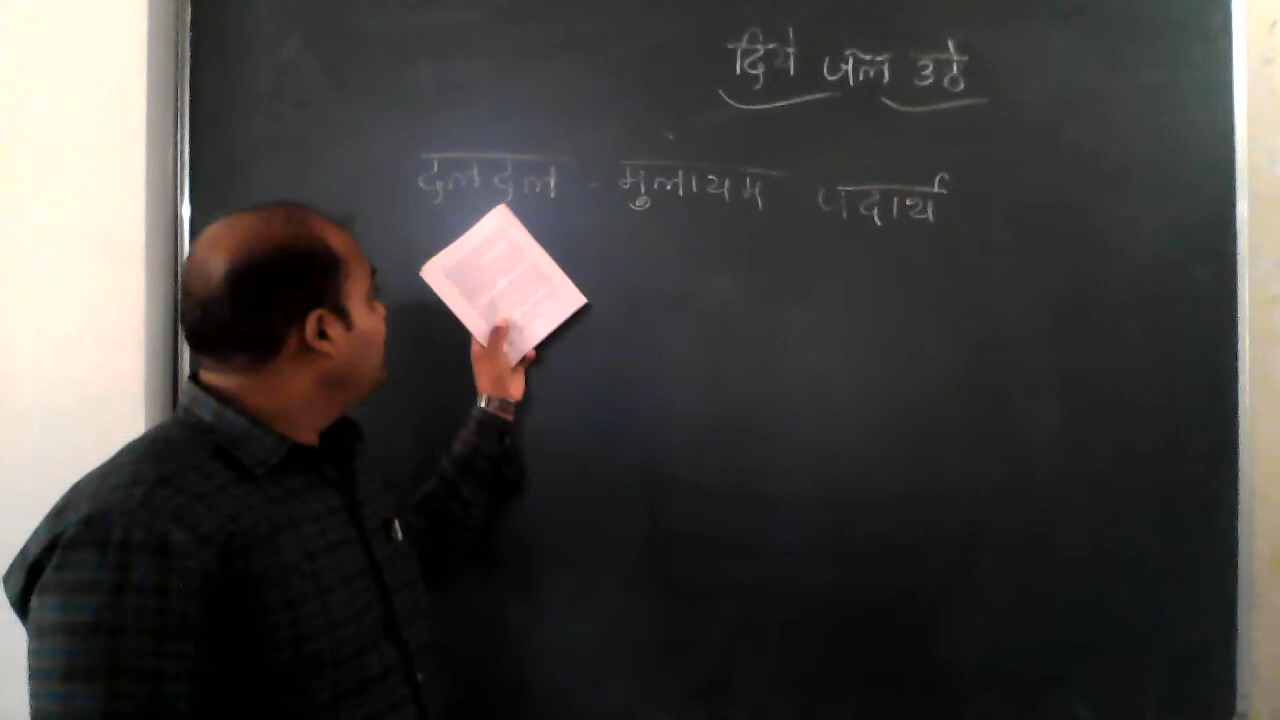 दिये जल उठे
दलदल - मुलायम पदार्थ